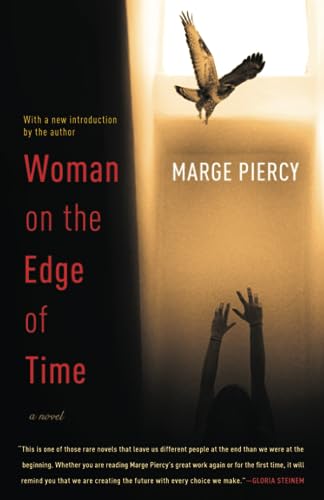 With a new introduction
by the author
Woman
on the
Edge
of
Time
MARGE PIERCY
a novel
"This is one of those rare novels that leave us different people at the end than we were at the
beginning. Whether you are reading Marge Piercy's great work again or for the first time, it will
remind you that we are creating the future with every choice we make."—GLORIA STEINEM